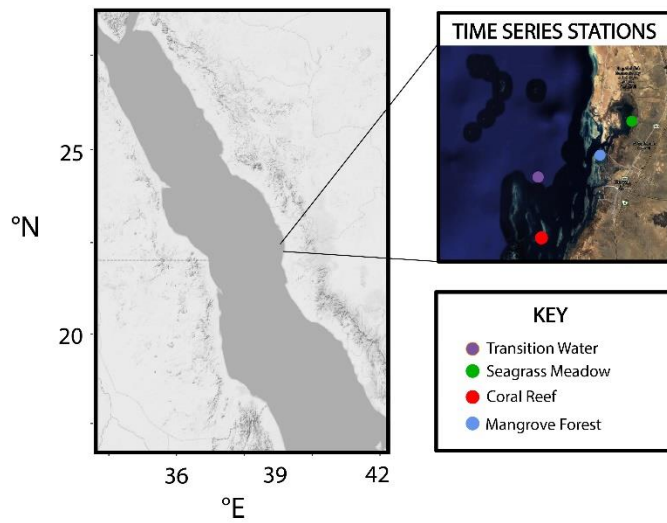 TIME SERIES STATIONS
25
°N
20
36
39
42
°E
KEY
Transition Water
Seagrass Meadow
Coral Reef
Mangrove Forest